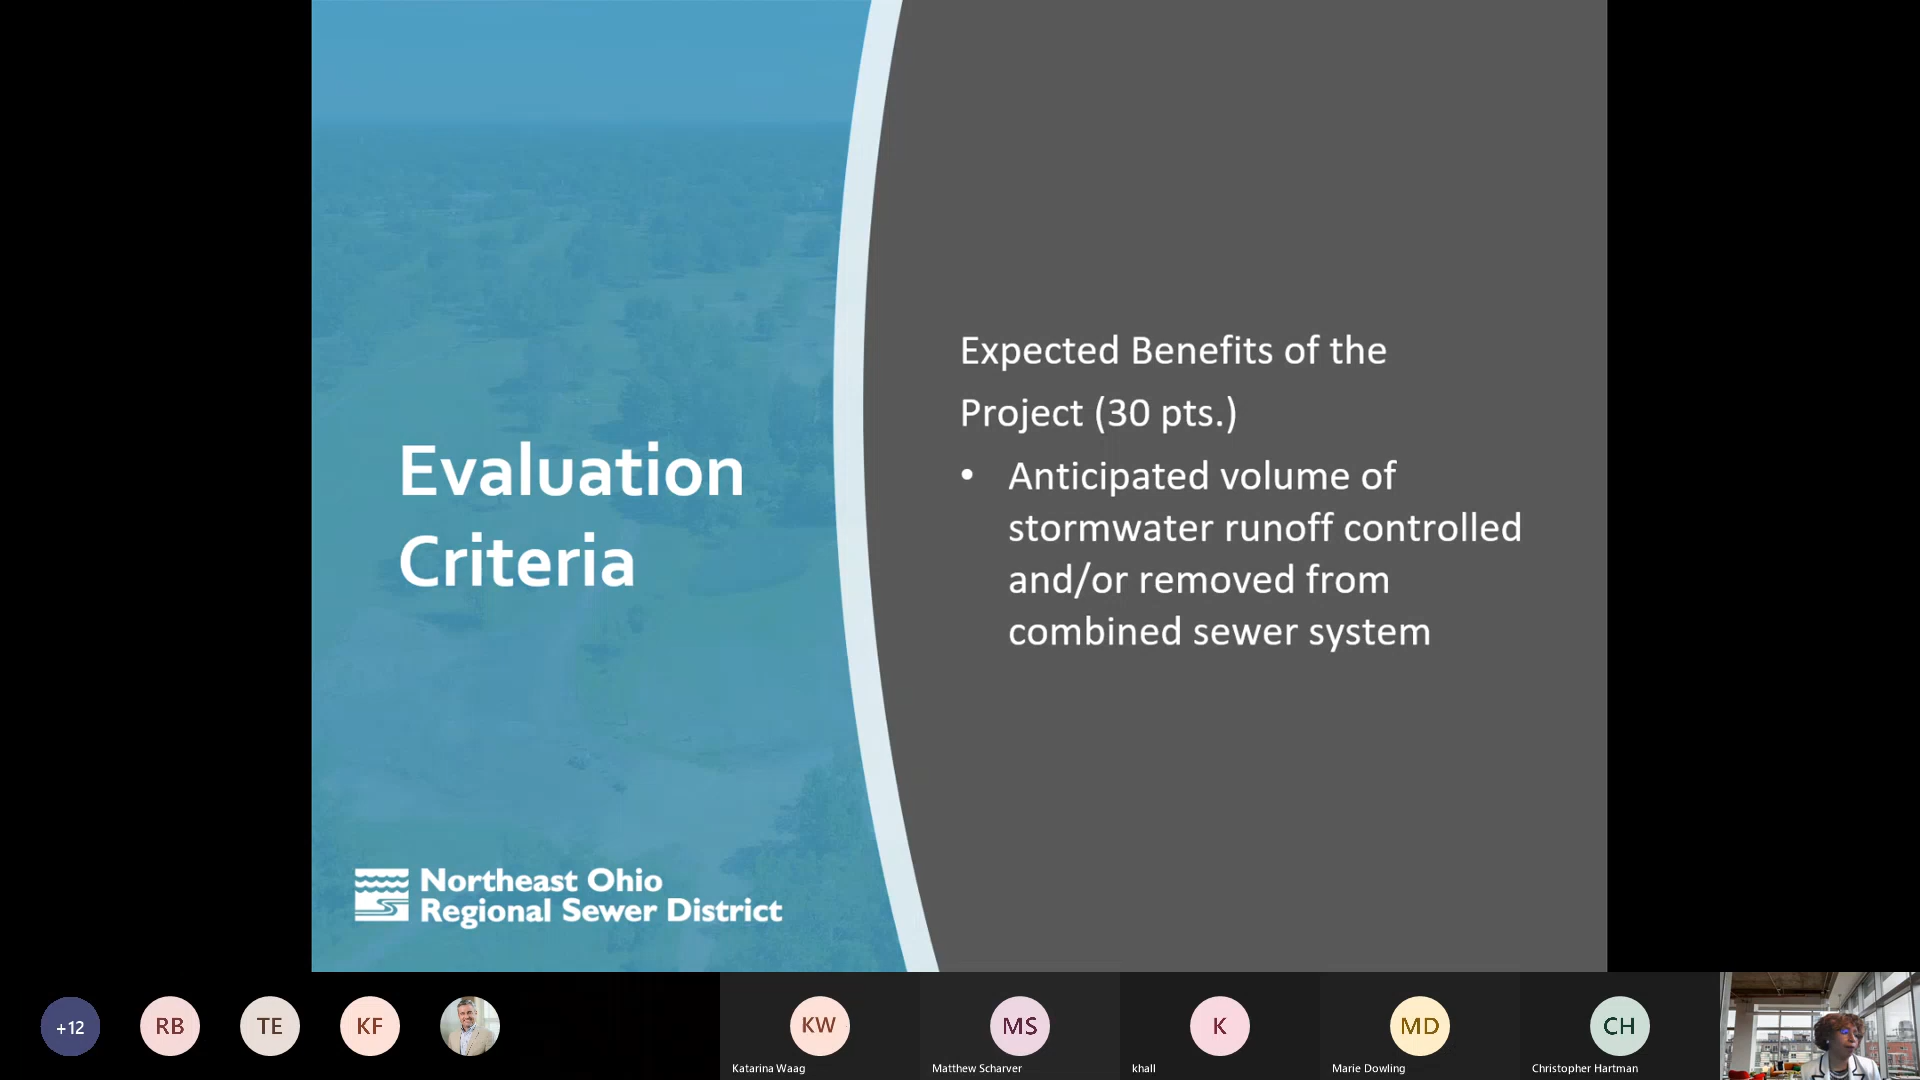 Evaluation
Criteria
Northeast Ohio
Regional Sewer District
Expected Benefits of the
Project (30 pts.)
• Anticipated volume of
stormwater runoff controlled
and/or removed from
combined sewer system
+12
RB
TE
KF
KW
Katarina Waag
MS
Matthew Scharver
K
khall
MD
Marie Dowling
CH
Christopher Hartman